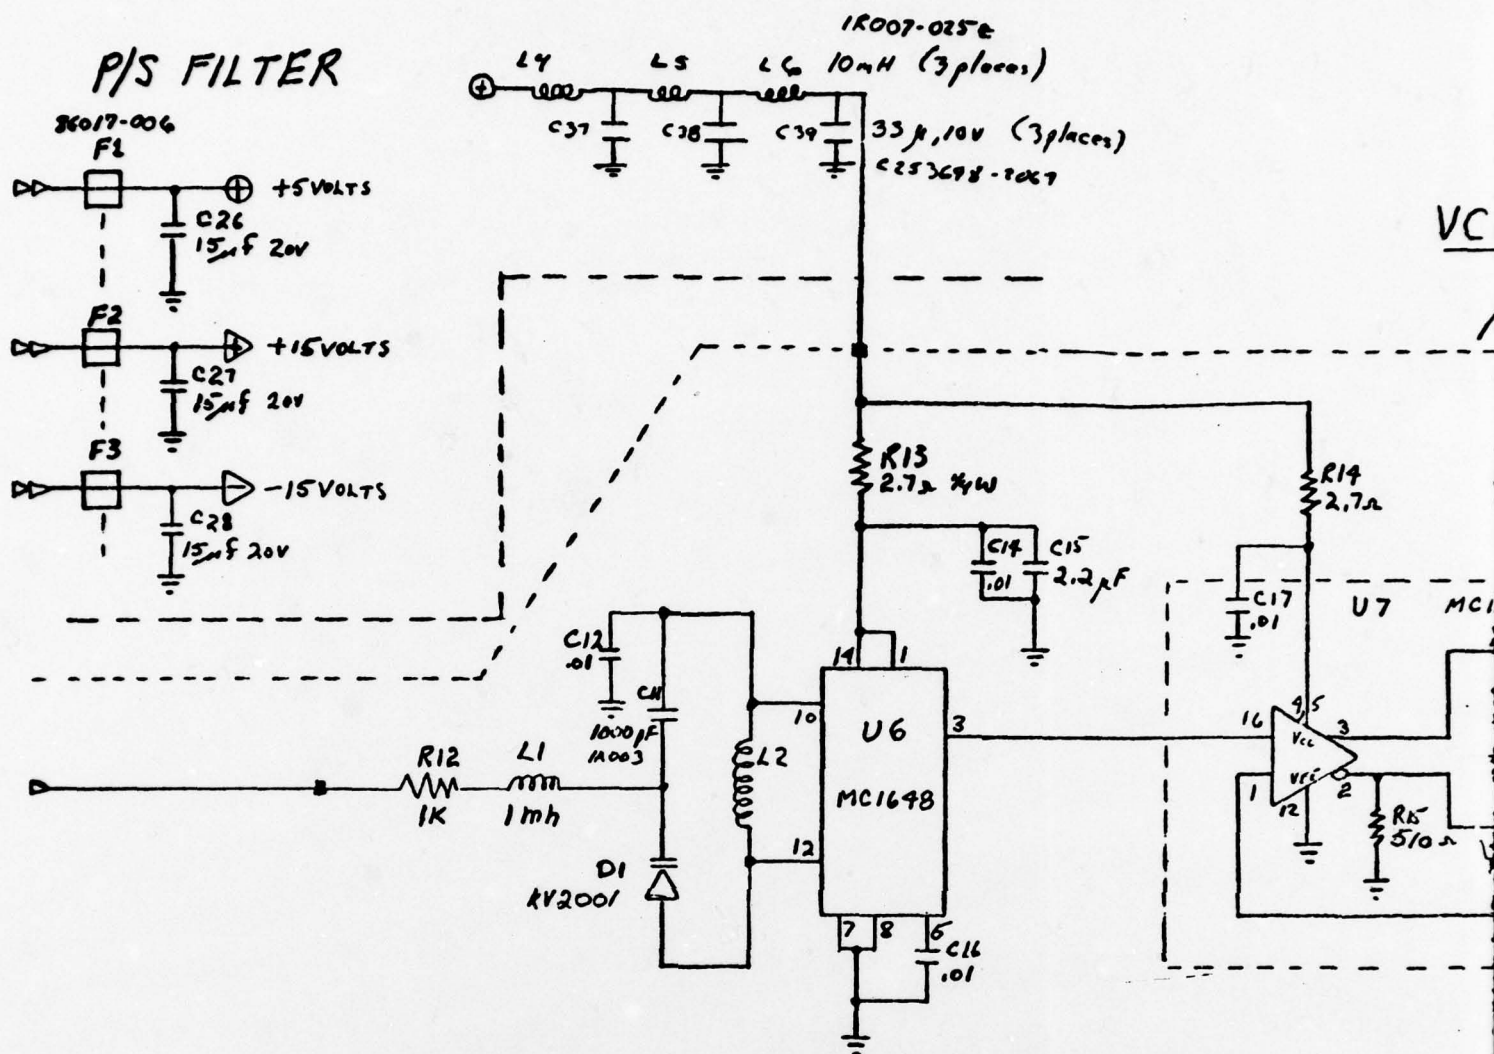 P/S FILTER
86017-006
F1
+5 VOLTS
C26
15µf 20V
F2
+15 VOLTS
C27
15µf 20V
F3
-15 VOLTS
C28
15µf 20V
L4
L5
L6
10mH (3 places)
C37
C38
C39
33µ, 10V (3 places)
VC
R13
2.7Ω ¼W
R14
2.7Ω
C14
.01
C15
2.2µF
C17
.01
U7
MC1
C12
.01
C11
1000pF
14
1
10
U6
3
MC1648
12
7
8
5
C16
.01
R12
1K
L1
1mh
L2
D1
KV2001
16
4,5
Vcc
3
VEE
1
12
2
R15
510Ω